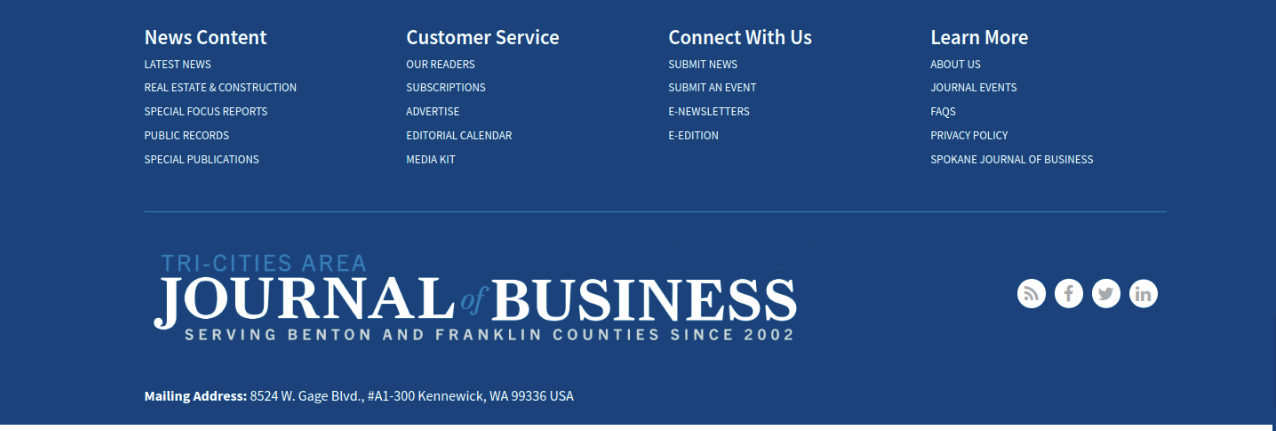 News Content
LATEST NEWS
REAL ESTATE & CONSTRUCTION
SPECIAL FOCUS REPORTS
PUBLIC RECORDS
SPECIAL PUBLICATIONS
Customer Service
OUR READERS
SUBSCRIPTIONS
ADVERTISE
EDITORIAL CALENDAR
MEDIA KIT
Connect With Us
SUBMIT NEWS
SUBMIT AN EVENT
E-NEWSLETTERS
E-EDITION
Learn More
ABOUT US
JOURNAL EVENTS
FAQS
PRIVACY POLICY
SPOKANE JOURNAL OF BUSINESS
TRI-CITIES AREA
JOURNAL of BUSINESS
SERVING BENTON AND FRANKLIN COUNTIES SINCE 2002
Mailing Address: 8524 W. Gage Blvd., #A1-300 Kennewick, WA 99336 USA